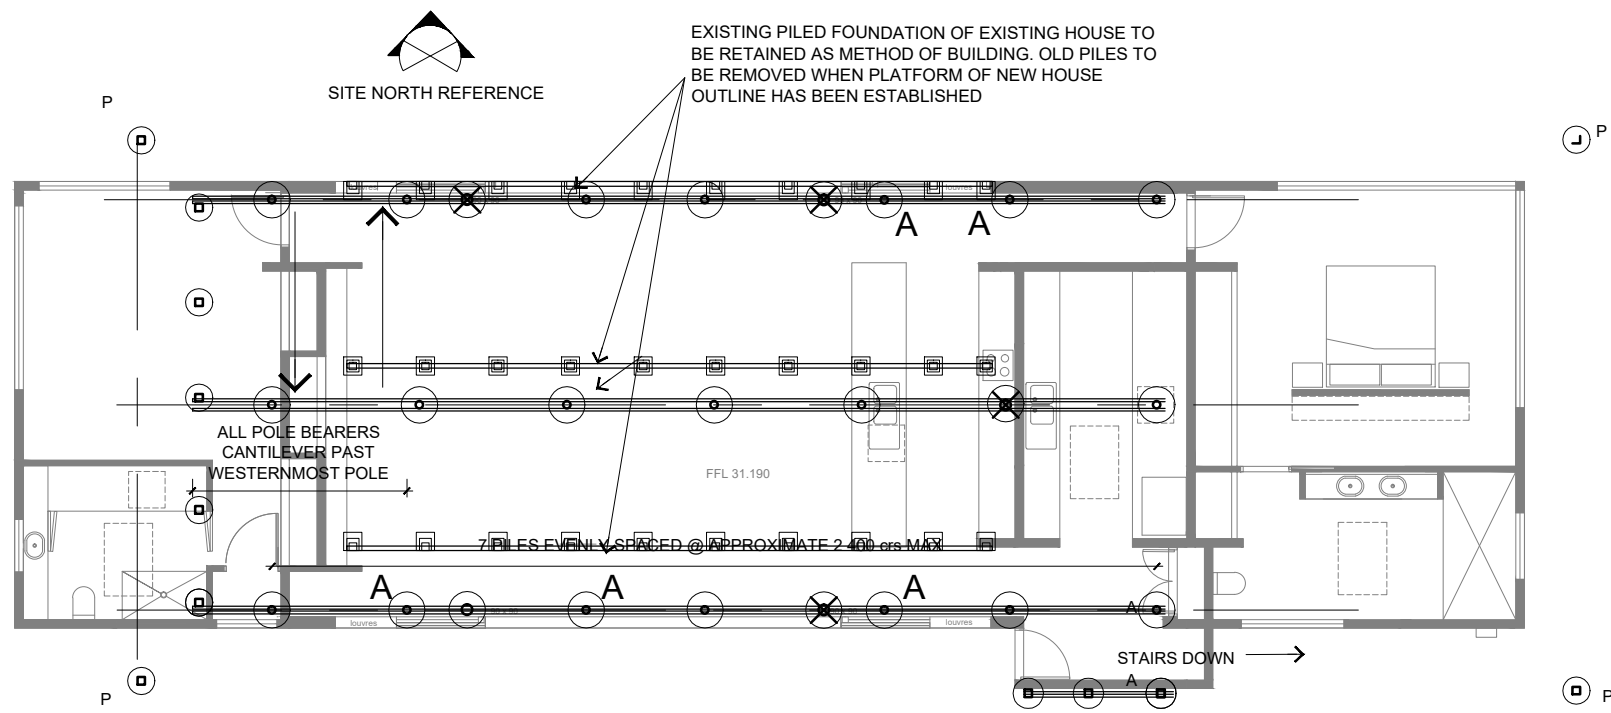 EXISTING PILED FOUNDATION OF EXISTING HOUSE TO
BE RETAINED AS METHOD OF BUILDING. OLD PILES TO
BE REMOVED WHEN PLATFORM OF NEW HOUSE
OUTLINE HAS BEEN ESTABLISHED
SITE NORTH REFERENCE
P
P
louvres
louvres
A
A
ALL POLE BEARERS
CANTILEVER PAST
WESTERNMOST POLE
FFL 31.190
7 PILES EVENLY SPACED @ APPROXIMATE 2 400 crs MAX
A
A
A
A
louvres
louvres
STAIRS DOWN
A
P
P